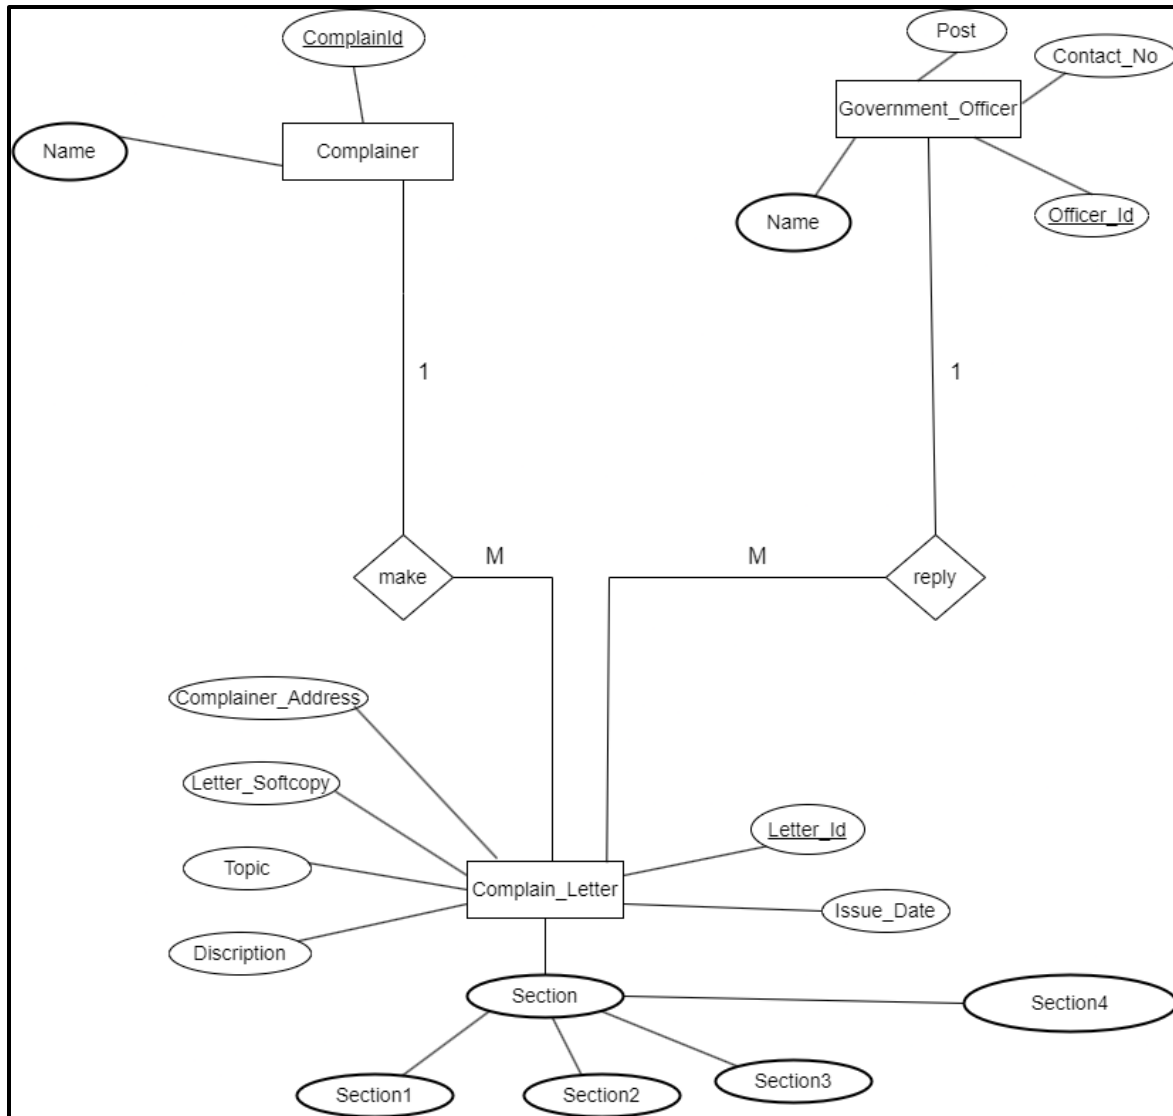 ComplainId
Post
Contact_No
Government_Officer
Name
Complainer
Name
Officer_Id
1
1
M
M
make
reply
Complainer_Address
Letter_Softcopy
Letter_Id
Topic
Complain_Letter
Issue_Date
Discription
Section
Section4
Section1
Section2
Section3